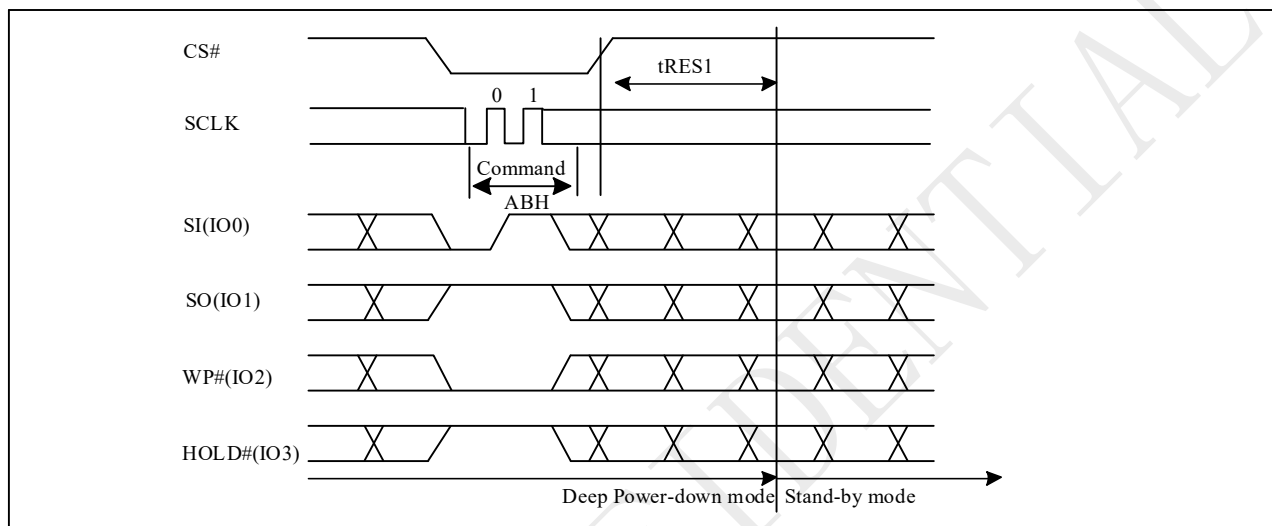 CS#
tRES1
0 1
SCLK
Command
ABH
SI(IO0)
SO(IO1)
WP#(IO2)
HOLD#(IO3)
Deep Power-down mode Stand-by mode
IDENTIAL